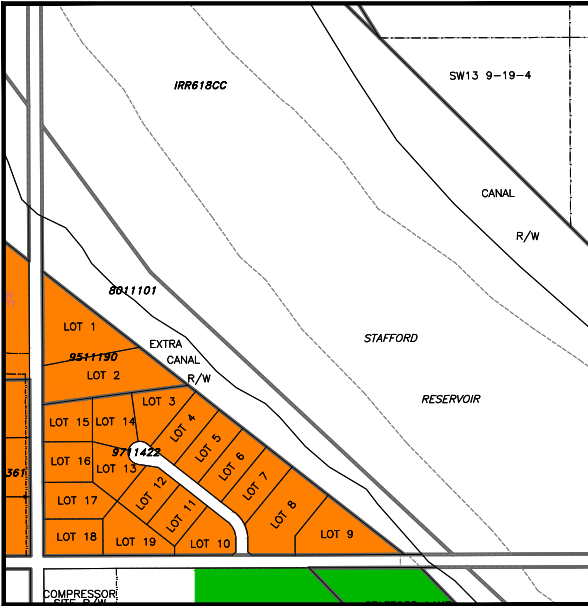 IRR618CC
SW13 9-19-4
CANAL
R/W
8011101
STAFFORD
RESERVOIR
LOT 1
EXTRA
CANAL
R/W
9511190
LOT 2
LOT 3
LOT 4
LOT 5
LOT 6
LOT 7
LOT 8
LOT 9
LOT 15
LOT 14
9711422
LOT 16
LOT 13
LOT 12
LOT 11
LOT 10
361
LOT 17
LOT 18
LOT 19
COMPRESSOR
SITE R/W